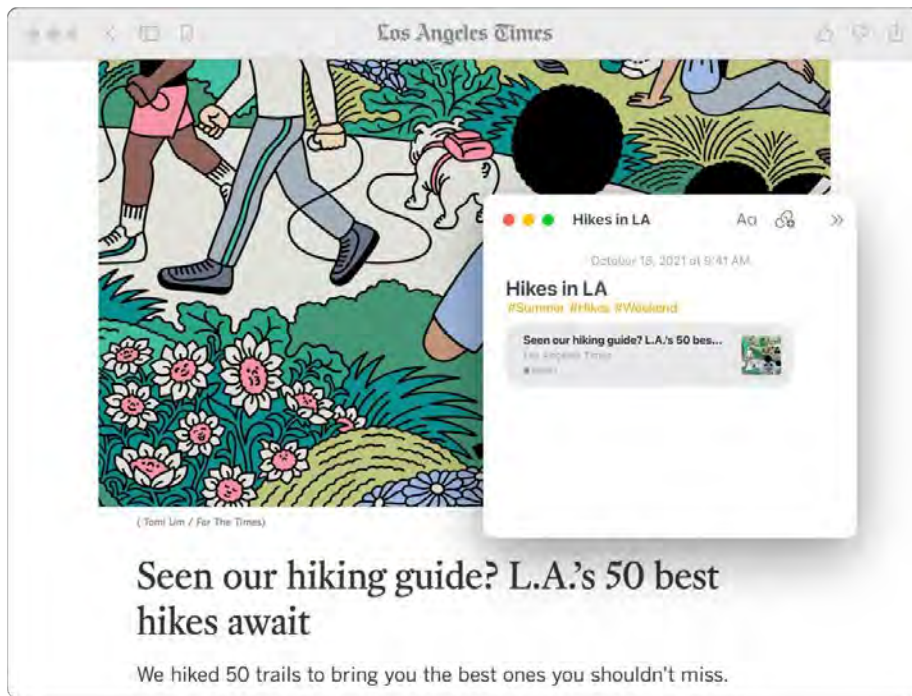 Los Angeles Times
Hikes in LA
Aa
October 18, 2021 at 9:41 AM
Hikes in LA
#Summer #Hikes #Weekend
Seen our hiking guide? L.A.'s 50 bes...
Los Angeles Times
( Tomi Um / For The Times)
Seen our hiking guide? L.A.’s 50 best
hikes await
We hiked 50 trails to bring you the best ones you shouldn't miss.